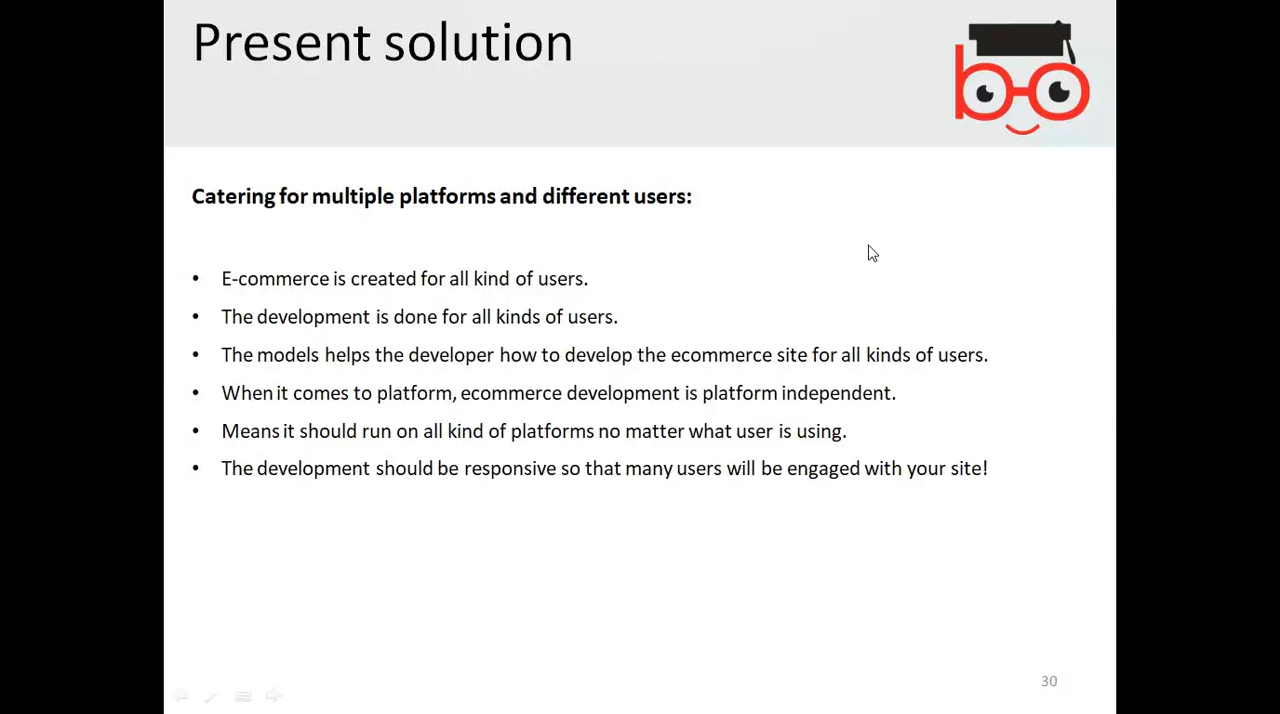 Present solution
Catering for multiple platforms and different users:
• E-commerce is created for all kind of users.
• The development is done for all kinds of users.
• The models helps the developer how to develop the ecommerce site for all kinds of users.
• When it comes to platform, ecommerce development is platform independent.
• Means it should run on all kind of platforms no matter what user is using.
• The development should be responsive so that many users will be engaged with your site!
30